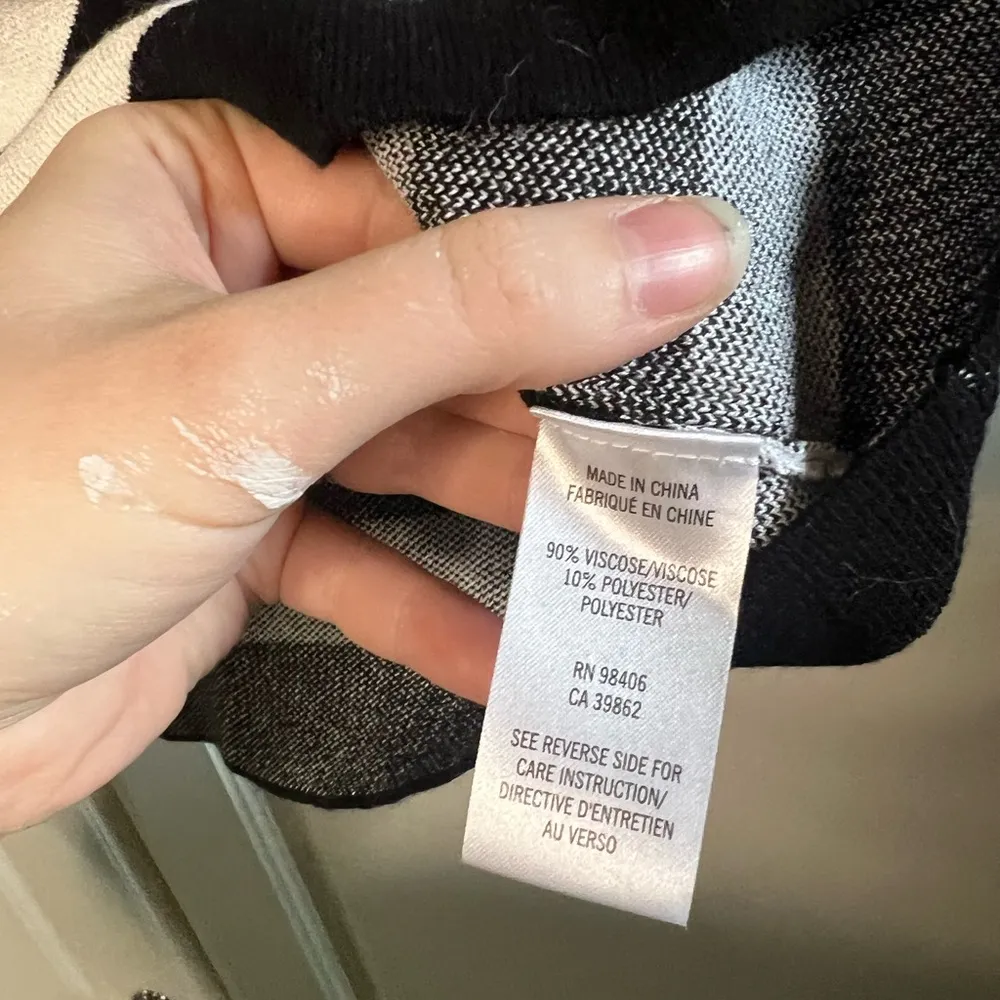 MADE IN CHINA
FABRIQUÉ EN CHINE
90% VISCOSE/VISCOSE
10% POLYESTER/
POLYESTER
RN 98406
CA 39862
SEE REVERSE SIDE FOR
CARE INSTRUCTION/
DIRECTIVE D'ENTRETIEN
AU VERSO